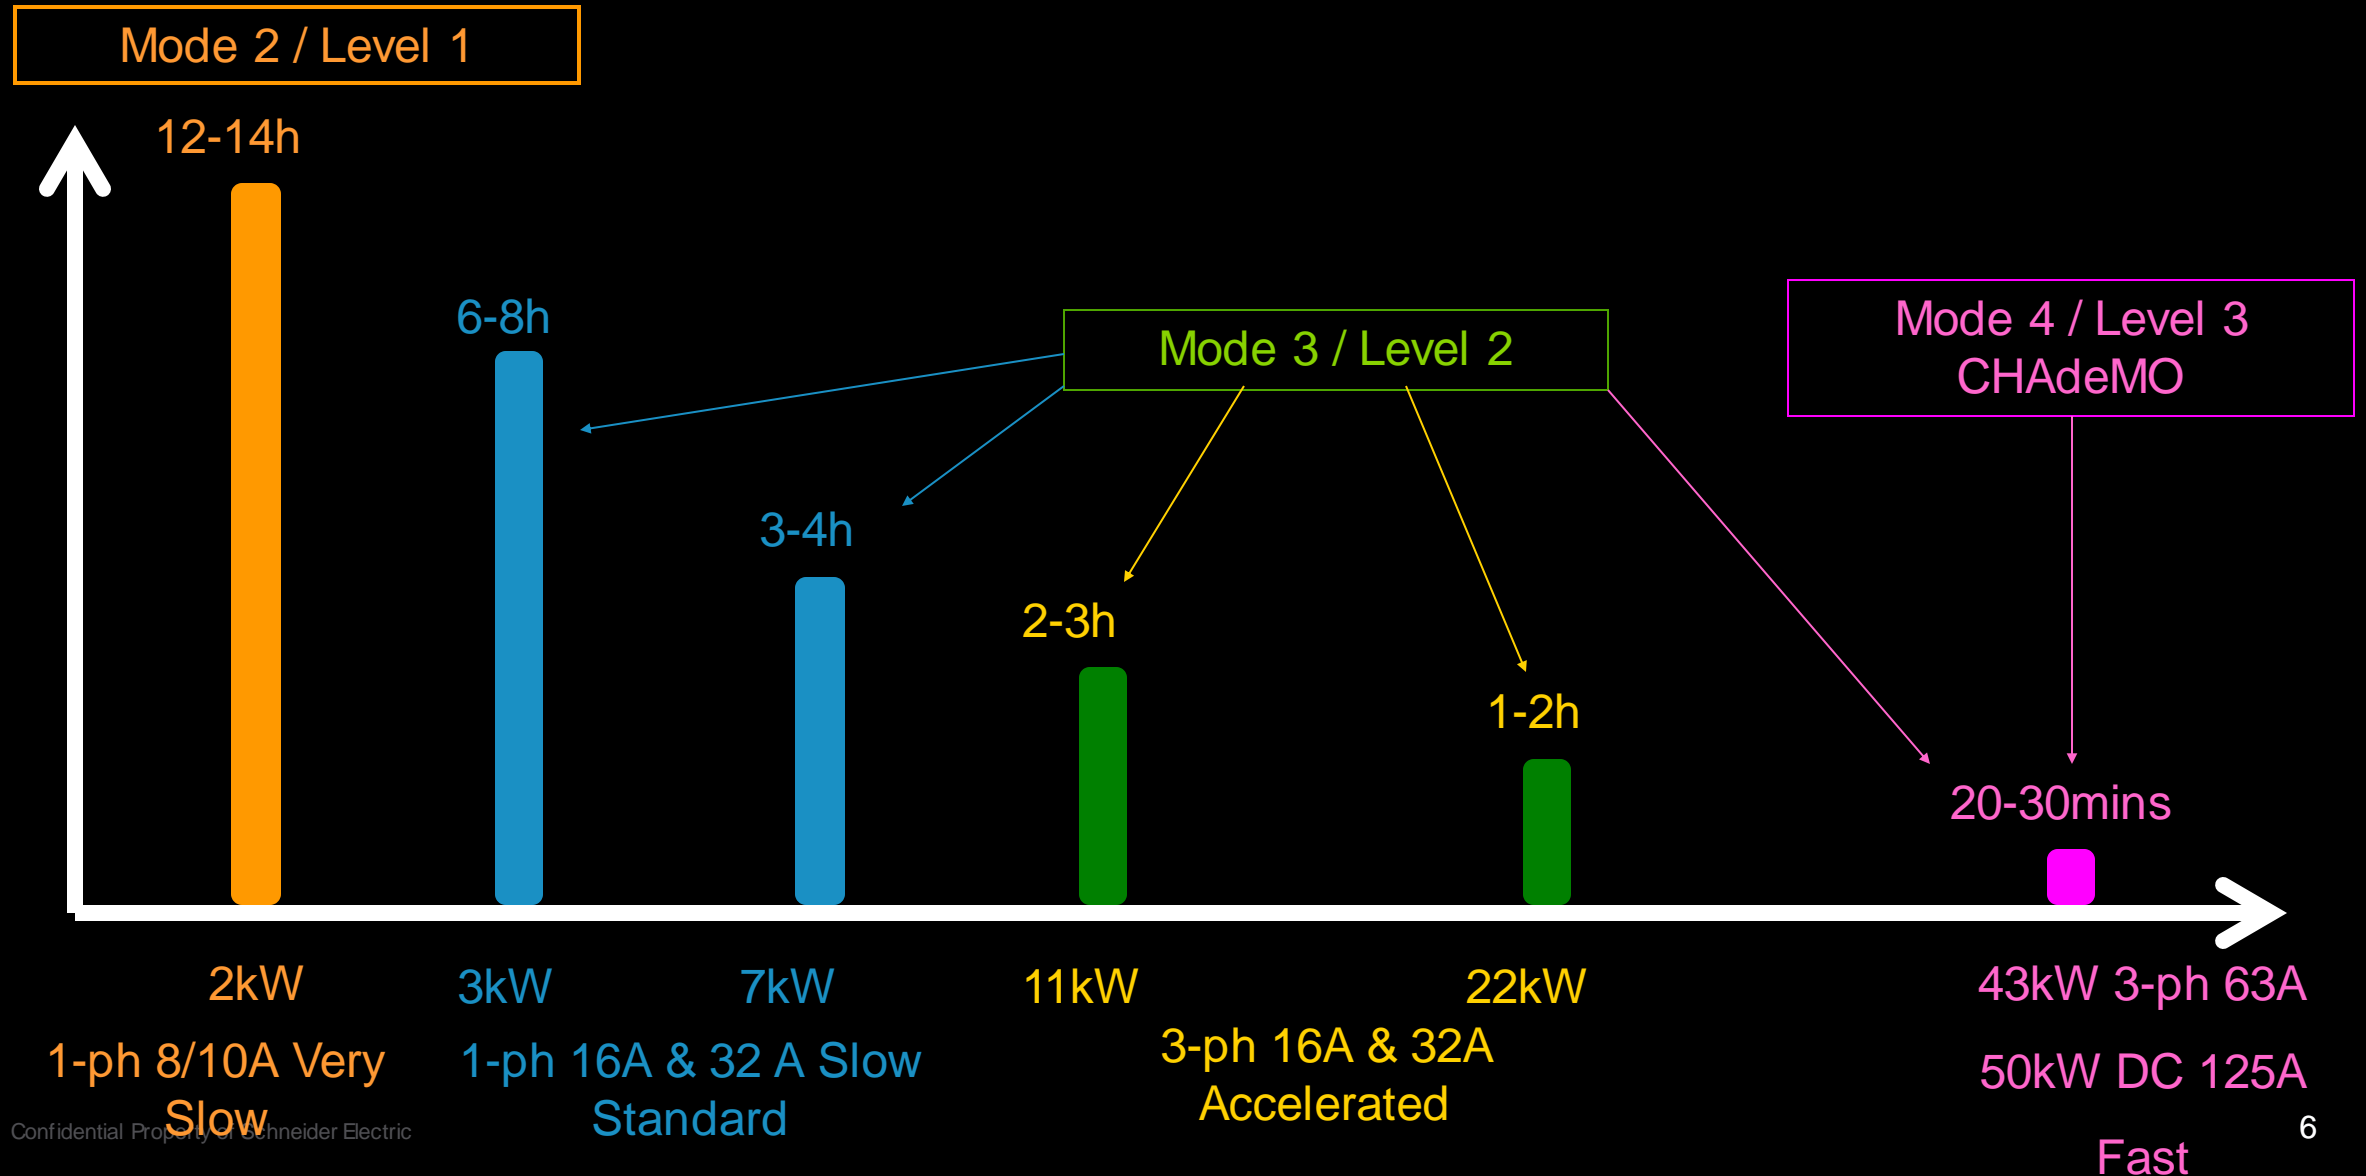 Mode 2 / Level 1
12-14h
6-8h
Mode 3 / Level 2
Mode 4 / Level 3
CHAdeMO
3-4h
2-3h
1-2h
20-30mins
2kW
3kW
7kW
11kW
22kW
43kW 3-ph 63A
1-ph 8/10A Very
Slow
1-ph 16A & 32 A Slow
Standard
3-ph 16A & 32A
Accelerated
50kW DC 125A
Fast
Confidential Property of Schneider Electric
6